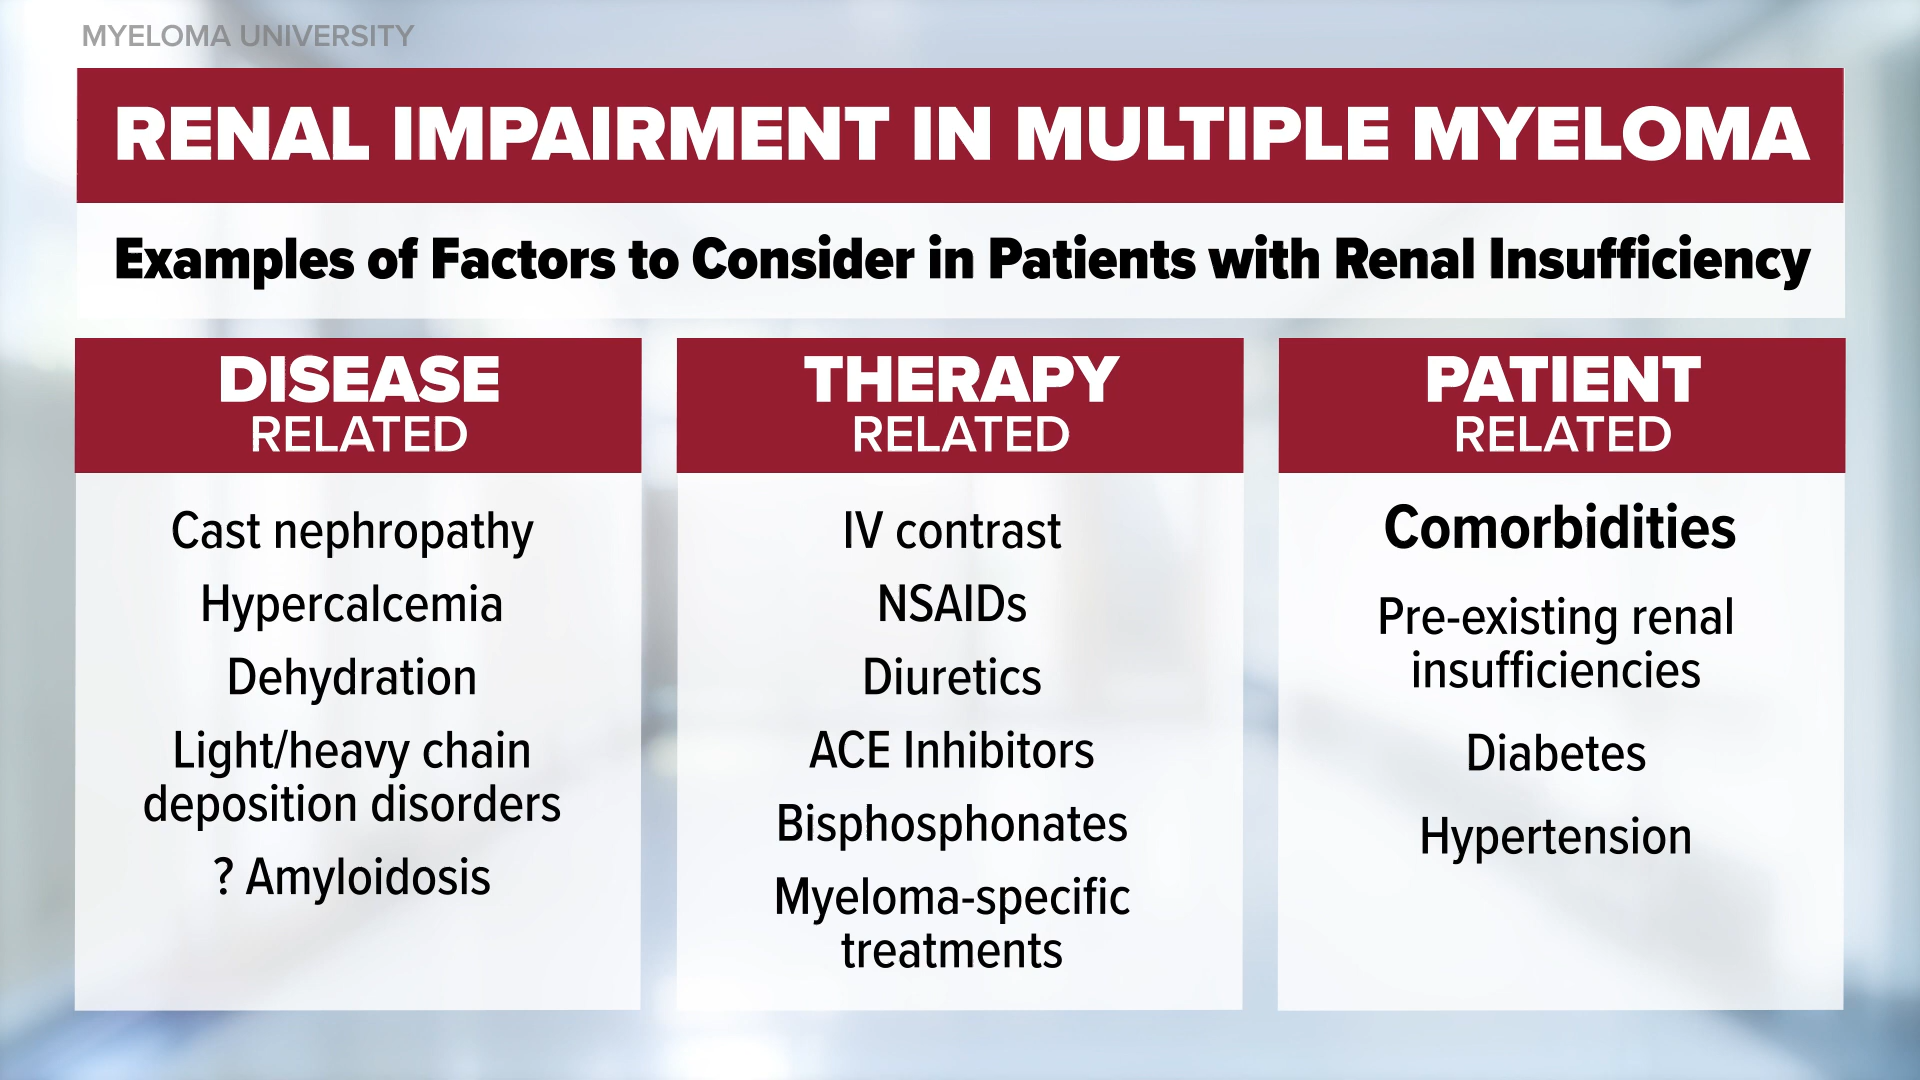 MYELOMA UNIVERSITY
RENAL IMPAIRMENT IN MULTIPLE MYELOMA
Examples of Factors to Consider in Patients with Renal Insufficiency
DISEASE
RELATED
Cast nephropathy
Hypercalcemia
Dehydration
Light/heavy chain
deposition disorders
? Amyloidosis
THERAPY
RELATED
IV contrast
NSAIDs
Diuretics
ACE Inhibitors
Bisphosphonates
Myeloma-specific
treatments
PATIENT
RELATED
Comorbidities
Pre-existing renal
insufficiencies
Diabetes
Hypertension